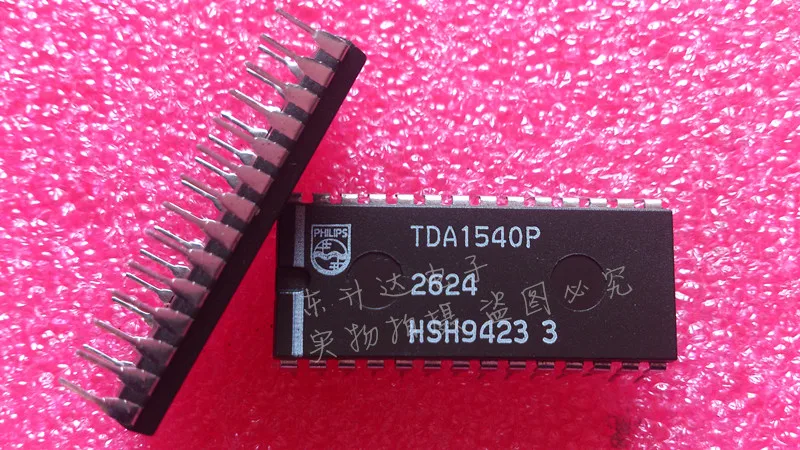 PHILIPS
TDA1540P
2624
HSH9423 3
东升达电子
实物拍摄 盗图必究